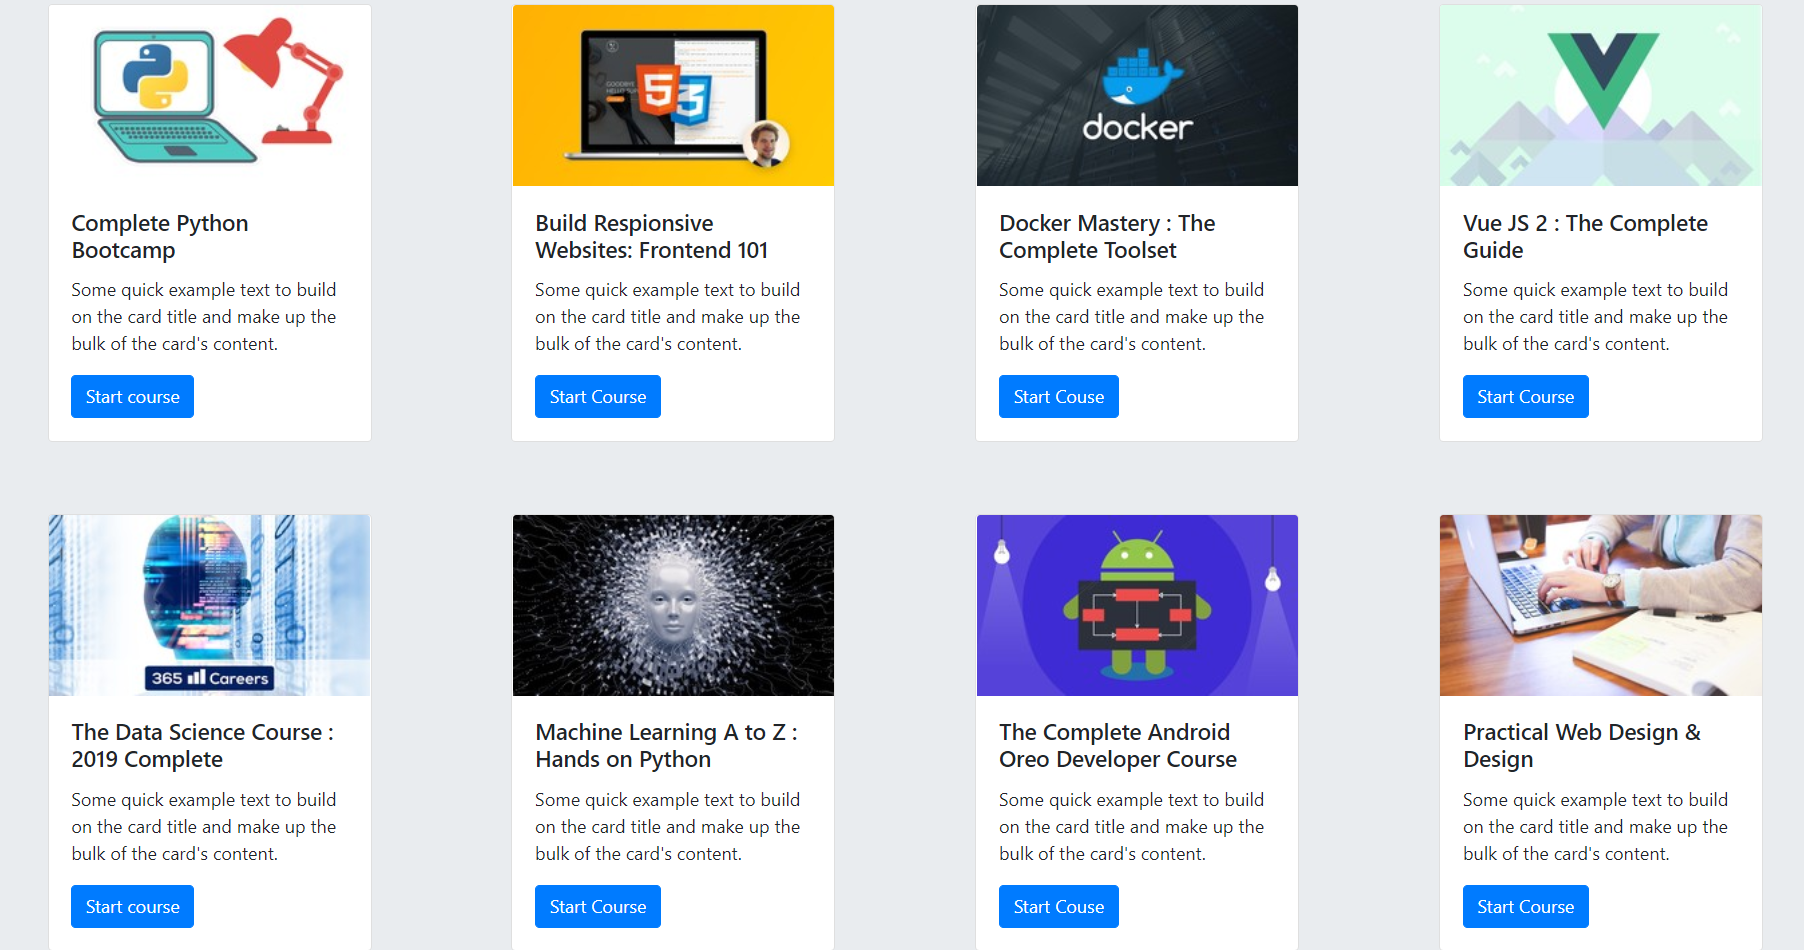 docker
Complete Python
Bootcamp
Some quick example text to build
on the card title and make up the
bulk of the card's content.
Start course
Build Responsive
Websites: Frontend 101
Some quick example text to build
on the card title and make up the
bulk of the card's content.
Start Course
Docker Mastery : The
Complete Toolset
Some quick example text to build
on the card title and make up the
bulk of the card's content.
Start Couse
Vue JS 2 : The Complete
Guide
Some quick example text to build
on the card title and make up the
bulk of the card's content.
Start Course
365 Careers
The Data Science Course :
2019 Complete
Some quick example text to build
on the card title and make up the
bulk of the card's content.
Start course
Machine Learning A to Z :
Hands on Python
Some quick example text to build
on the card title and make up the
bulk of the card's content.
Start Course
The Complete Android
Oreo Developer Course
Some quick example text to build
on the card title and make up the
bulk of the card's content.
Start Couse
Practical Web Design &
Design
Some quick example text to build
on the card title and make up the
bulk of the card's content.
Start Course